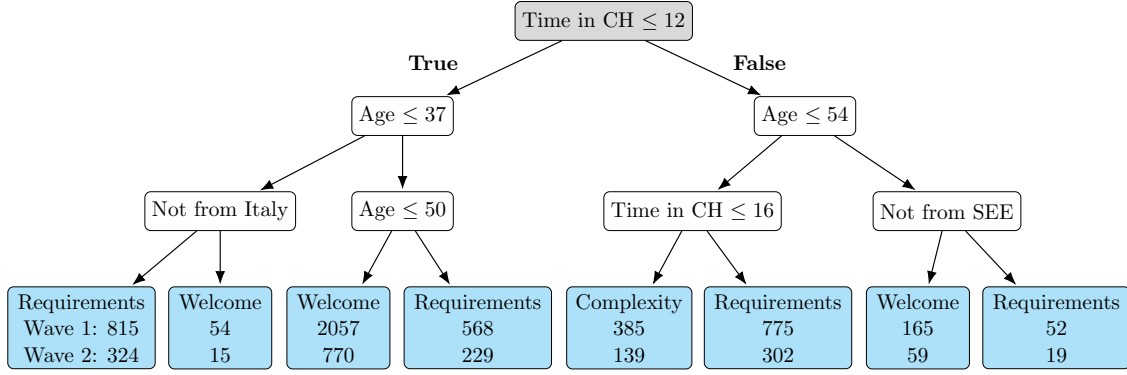 Time in CH ≤ 12
True
False
Age ≤ 37
Age ≤ 54
Not from Italy
Age ≤ 50
Time in CH ≤ 16
Not from SEE
Requirements
Wave 1: 815
Wave 2: 324
Welcome
54
15
Welcome
2057
770
Requirements
568
229
Complexity
385
139
Requirements
775
302
Welcome
165
59
Requirements
52
19